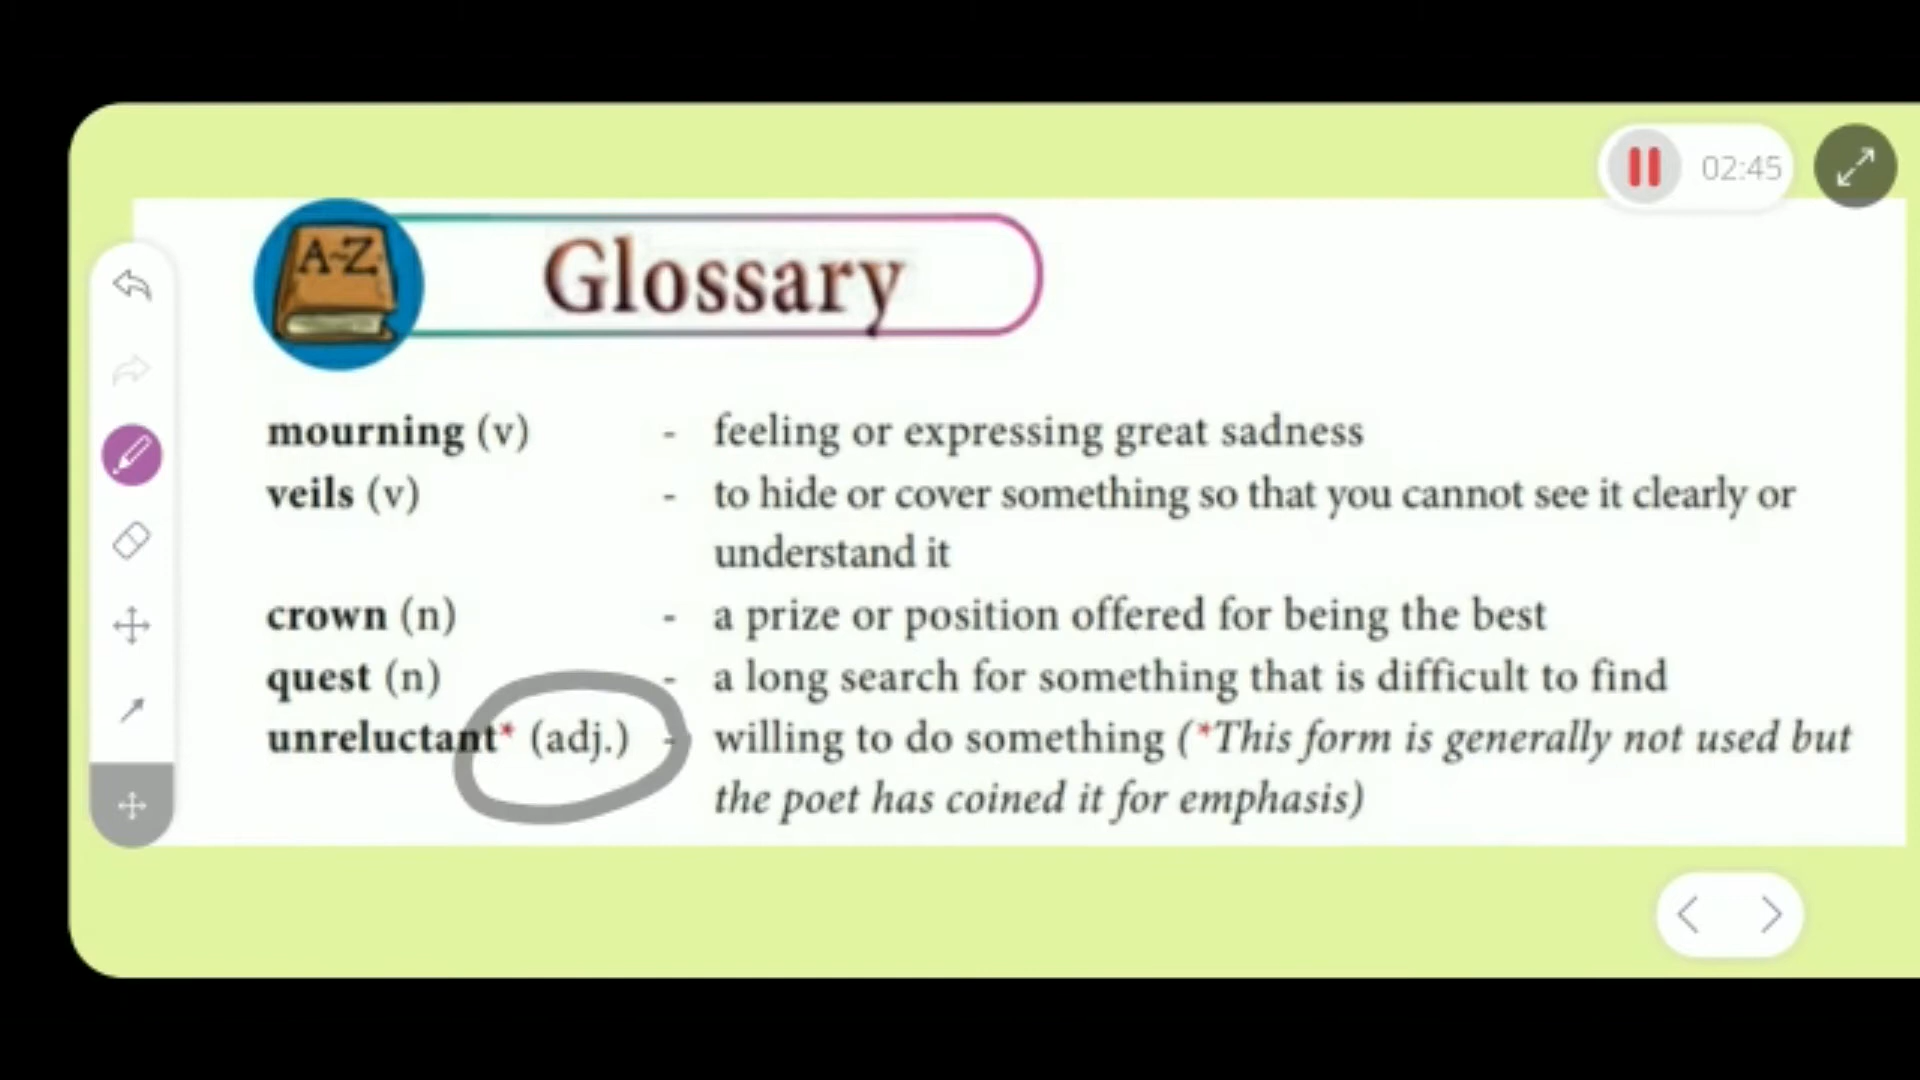 02:45
A-Z
Glossary
mourning (v) - feeling or expressing great sadness
veils (v) - to hide or cover something so that you cannot see it clearly or
understand it
crown (n) - a prize or position offered for being the best
quest (n) - a long search for something that is difficult to find
unreluctant* (adj.) - willing to do something (*This form is generally not used but
the poet has coined it for emphasis)